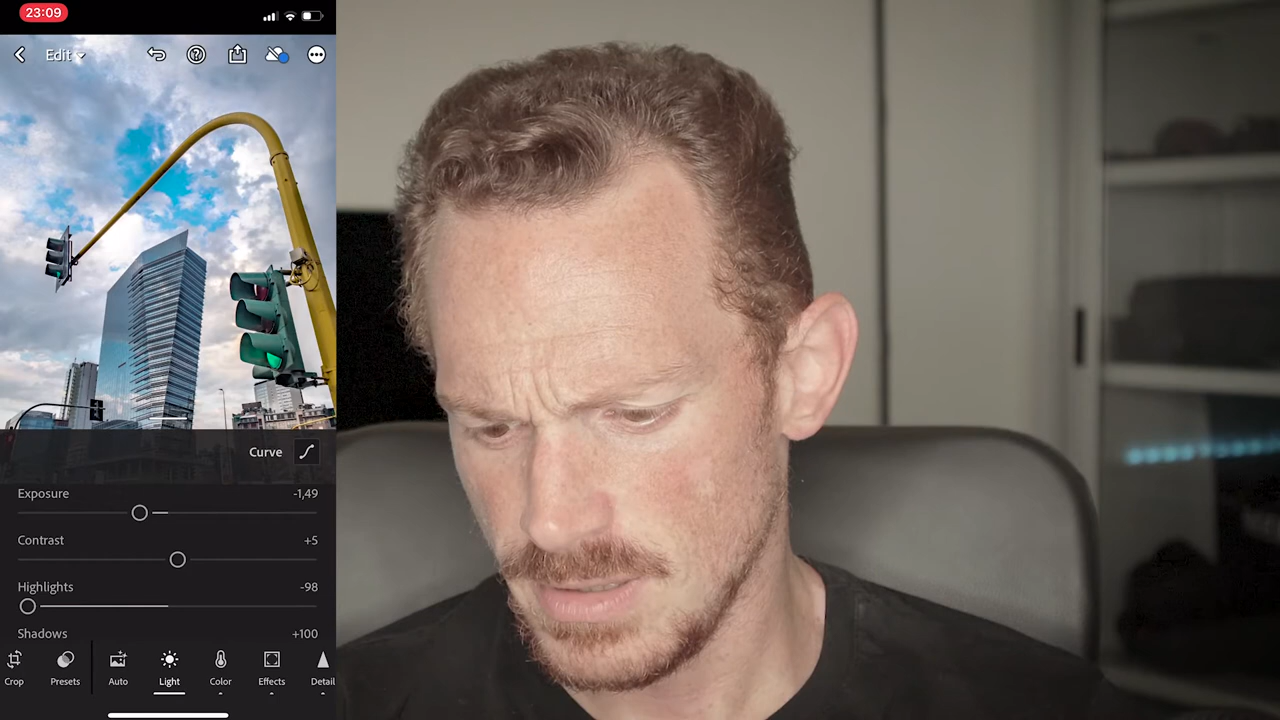 23:09
Edit
Curve
Exposure -1,49
Contrast +5
Highlights -98
Shadows +100
Crop Presets Auto Light Color Effects Detail